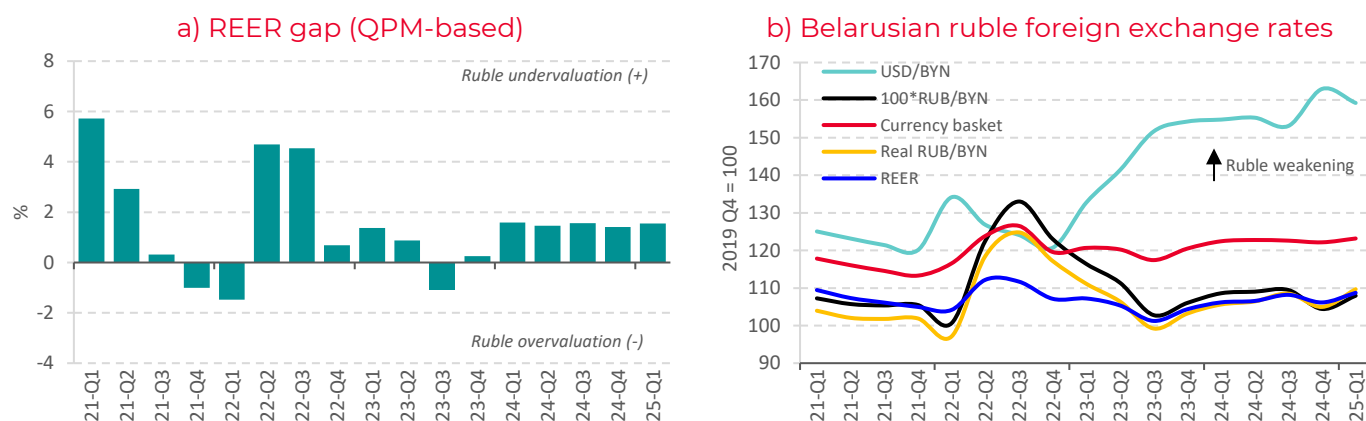 a) REER gap (QPM-based)
8
6
4
2
0
-2
-4
%
Ruble undervaluation (+)
Ruble overvaluation (-)
21-Q1
21-Q2
21-Q3
21-Q4
22-Q1
22-Q2
22-Q3
22-Q4
23-Q1
23-Q2
23-Q3
23-Q4
24-Q1
24-Q2
24-Q3
24-Q4
25-Q1
b) Belarusian ruble foreign exchange rates
170
160
150
140
130
120
110
100
90
2019 Q4 = 100
USD/BYN
100*RUB/BYN
Currency basket
Real RUB/BYN
REER
Ruble weakening
21-Q1
21-Q2
21-Q3
21-Q4
22-Q1
22-Q2
22-Q3
22-Q4
23-Q1
23-Q2
23-Q3
23-Q4
24-Q1
24-Q2
24-Q3
24-Q4
25-Q1